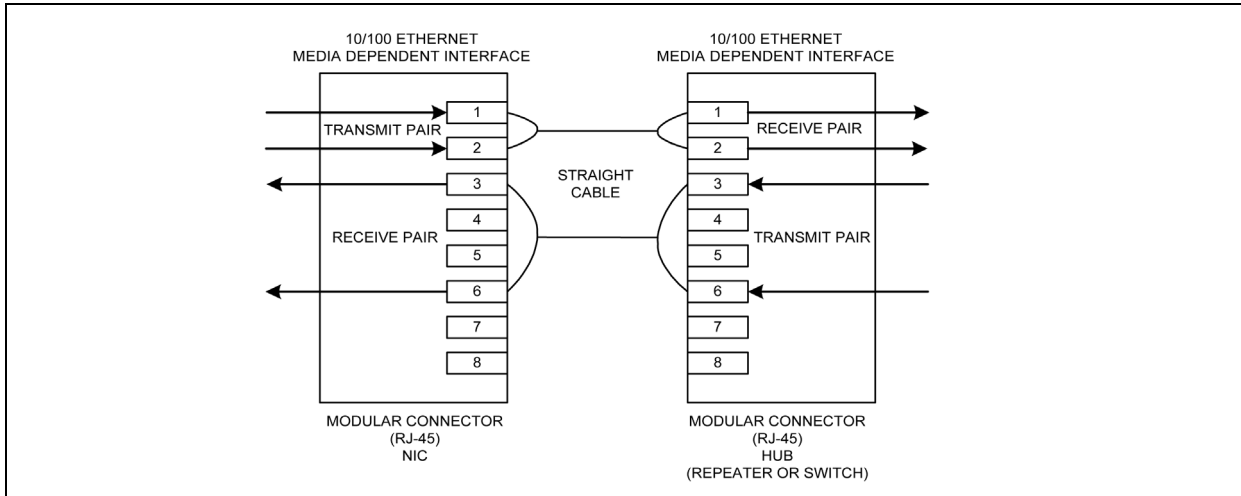 10/100 ETHERNET
MEDIA DEPENDENT INTERFACE
1
TRANSMIT PAIR
2
3
4
RECEIVE PAIR
5
6
7
8
MODULAR CONNECTOR
(RJ-45)
NIC
STRAIGHT
CABLE
10/100 ETHERNET
MEDIA DEPENDENT INTERFACE
1
RECEIVE PAIR
2
3
4
TRANSMIT PAIR
5
6
7
8
MODULAR CONNECTOR
(RJ-45)
HUB
(REPEATER OR SWITCH)